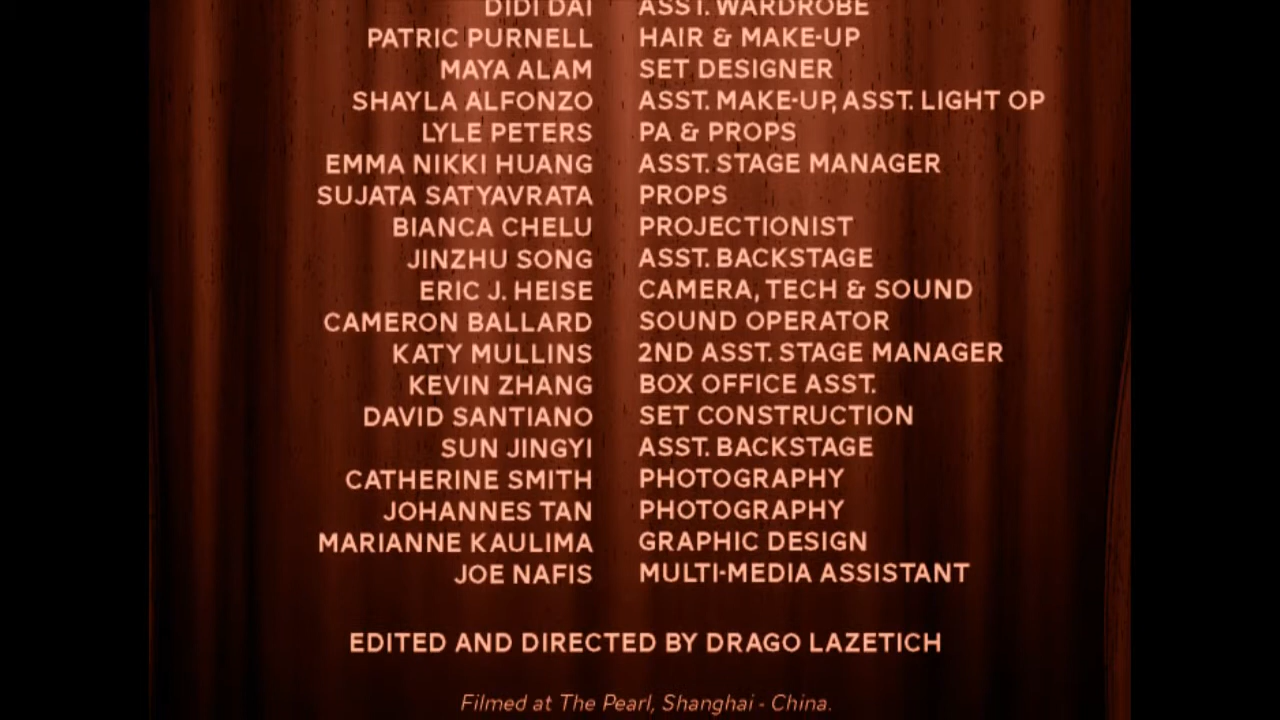 DIDI DAI ASST. WARDROBE
PATRIC PURNELL HAIR & MAKE-UP
MAYA ALAM SET DESIGNER
SHAYLA ALFONZO ASST. MAKE-UP, ASST. LIGHT OP
LYLE PETERS PA & PROPS
EMMA NIKKI HUANG ASST. STAGE MANAGER
SUJATA SATYAVRATA PROPS
BIANCA CHELU PROJECTIONIST
JINZHU SONG ASST. BACKSTAGE
ERIC J. HEISE CAMERA, TECH & SOUND
CAMERON BALLARD SOUND OPERATOR
KATY MULLINS 2ND ASST. STAGE MANAGER
KEVIN ZHANG BOX OFFICE ASST.
DAVID SANTIANO SET CONSTRUCTION
SUN JINGYI ASST. BACKSTAGE
CATHERINE SMITH PHOTOGRAPHY
JOHANNES TAN PHOTOGRAPHY
MARIANNE KAULIMA GRAPHIC DESIGN
JOE NAFIS MULTI-MEDIA ASSISTANT
EDITED AND DIRECTED BY DRAGO LAZETICH
Filmed at The Pearl, Shanghai - China.